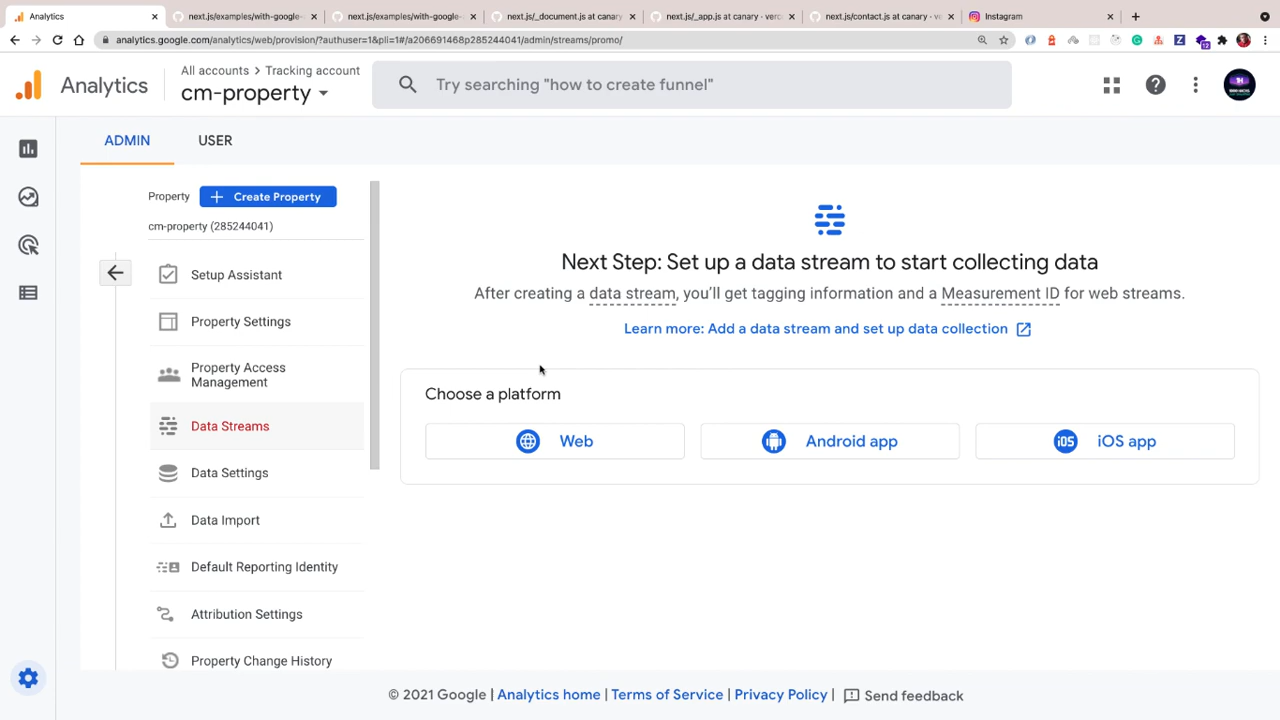 Analytics
next.js/examples/with-google-
next.js/examples/with-google-
next.js/_document.js at canary
next.js/_app.js at canary · verc
next.js/contact.js at canary · ve
Instagram
analytics.google.com/analytics/web/provision/?authuser=1&pli=1#/a206691468p285244041/admin/streams/promo/
12
Analytics
All accounts > Tracking account
cm-property
Try searching "how to create funnel"
ADMIN
USER
Property
Create Property
cm-property (285244041)
Setup Assistant
Property Settings
Property Access
Management
Data Streams
Data Settings
Data Import
Default Reporting Identity
Attribution Settings
Property Change History
Next Step: Set up a data stream to start collecting data
After creating a data stream, you'll get tagging information and a Measurement ID for web streams.
Learn more: Add a data stream and set up data collection
Choose a platform
Web
Android app
iOS
iOS app
© 2021 Google | Analytics home | Terms of Service | Privacy Policy | Send feedback